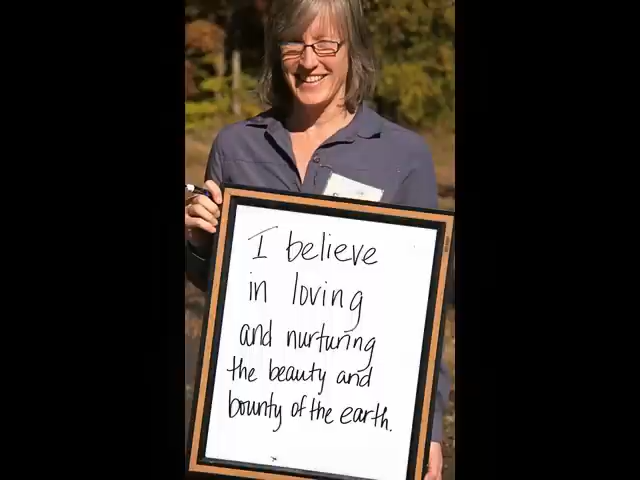 I believe
in loving
and nurturing
the beauty and
bounty of the earth.